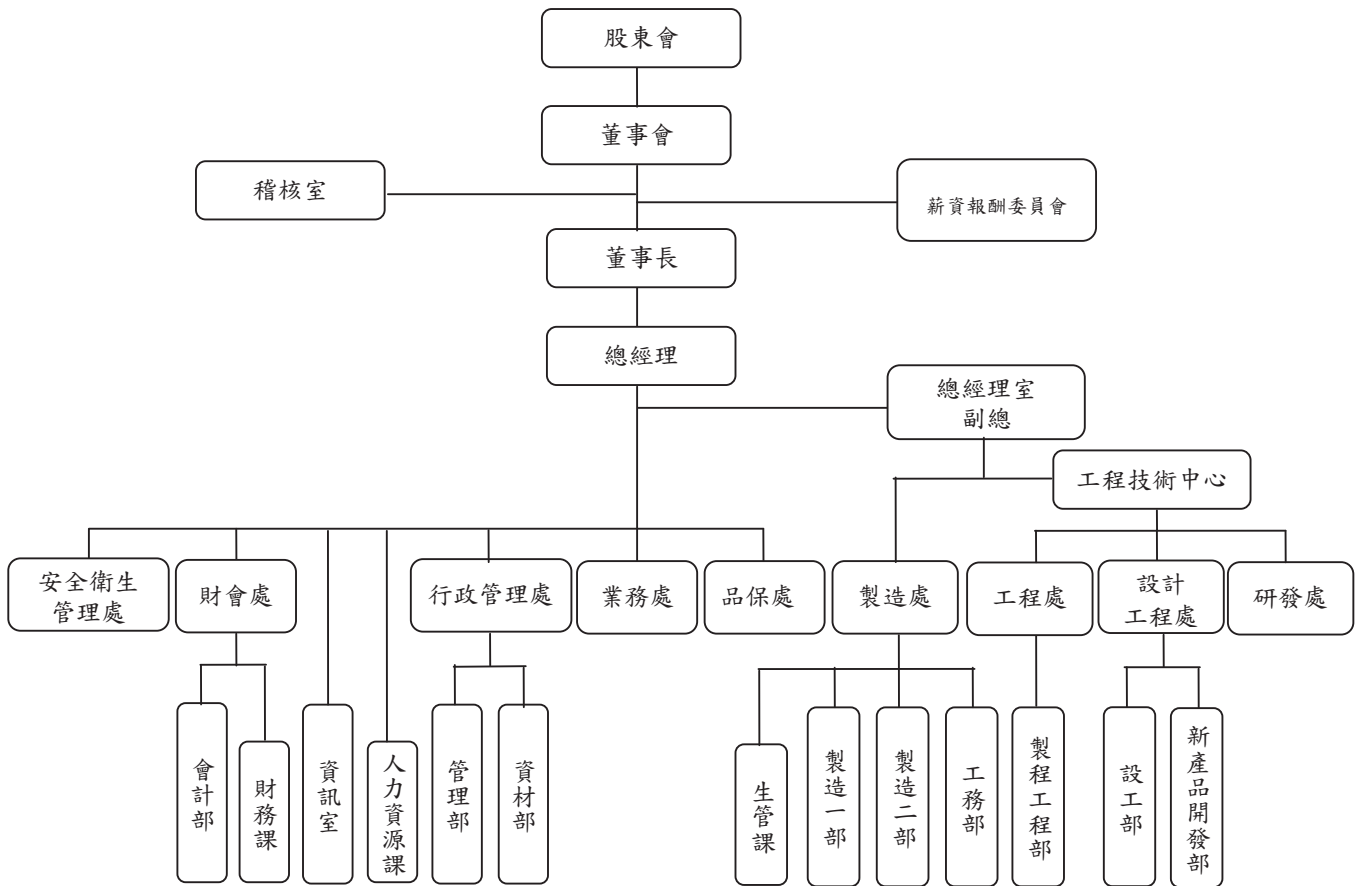 股東會
董事會
稽核室
薪資報酬委員會
董事長
總經理
總經理室
副總
工程技術中心
安全衛生
管理處
財會處
行政管理處
業務處
品保處
製造處
工程處
設計
工程處
研發處
會計部
財務課
資訊室
人力資源課
管理部
資材部
生管課
製造一部
製造二部
工務部
製程工程部
設工部
新產品開發部